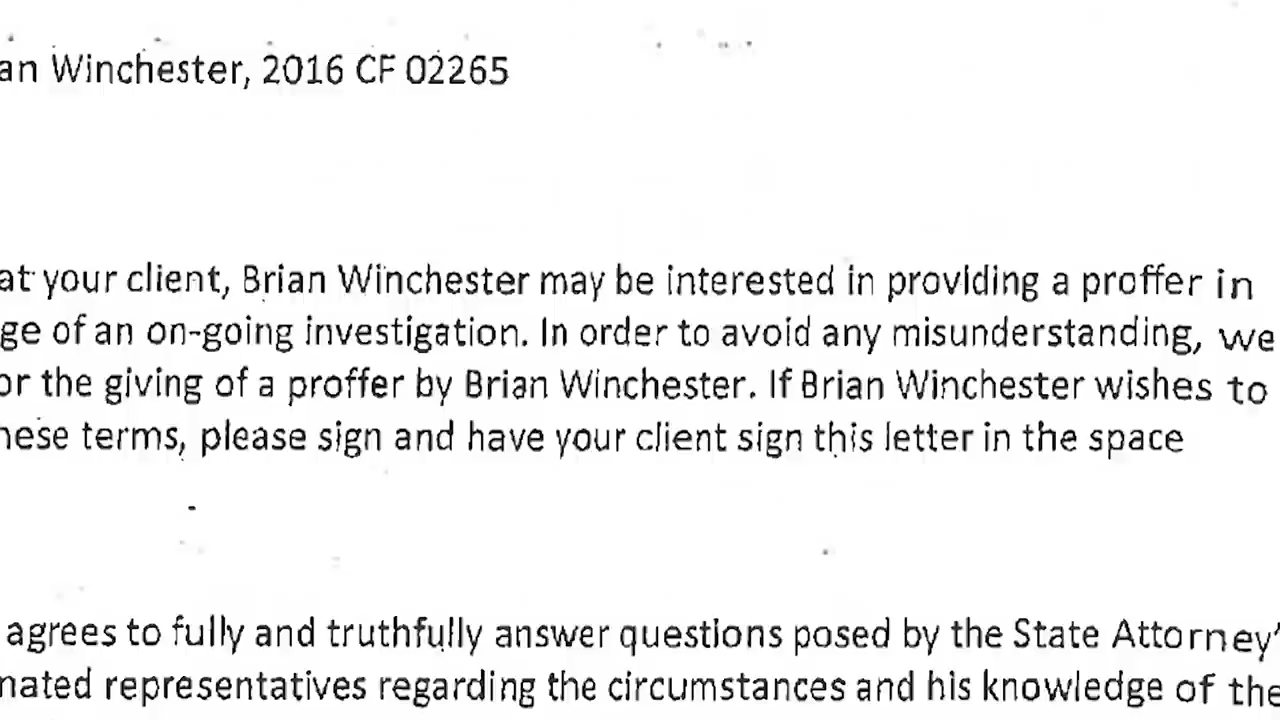 an Winchester, 2016 CF 02265
at your client, Brian Winchester may be interested in providing a proffer in
ge of an on-going investigation. In order to avoid any misunderstanding, we
or the giving of a proffer by Brian Winchester. If Brian Winchester wishes to
hese terms, please sign and have your client sign this letter in the space
agrees to fully and truthfully answer questions posed by the State Attorney'
nated representatives regarding the circumstances and his knowledge of the